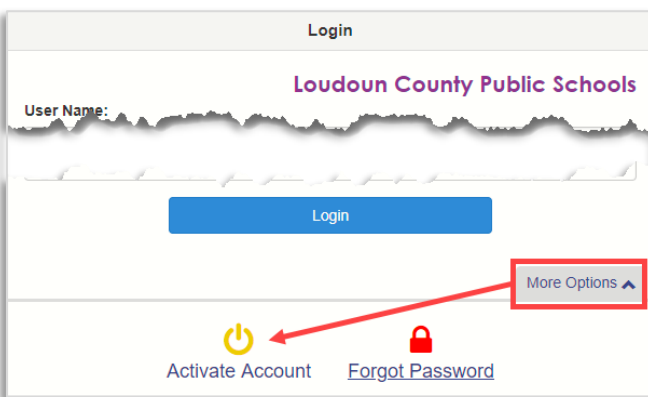 Login
Loudoun County Public Schools
User Name:
Login
More Options
Activate Account Forgot Password